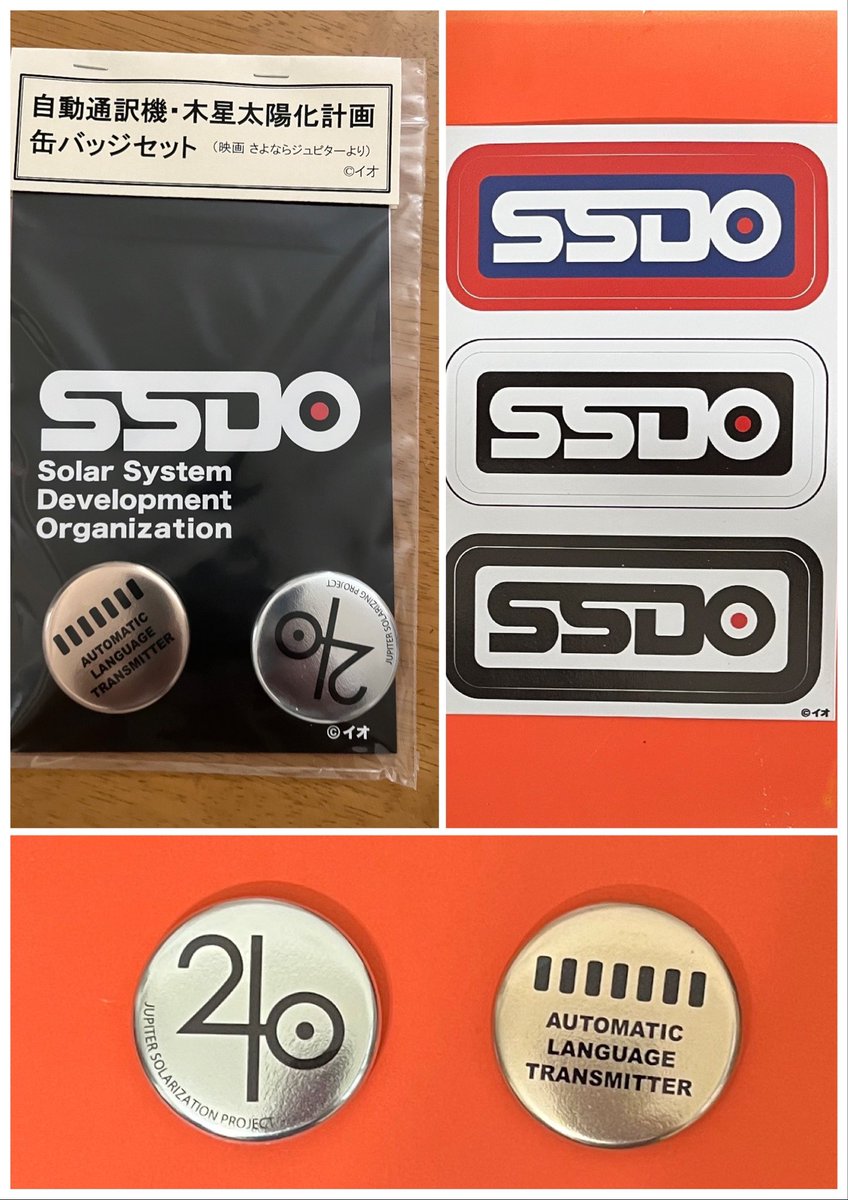 自動通訳機・木星太陽化計画
缶バッジセット （映画 さよならジュピターより）
©イオ
SSDO
Solar System
Development
Organization
AUTOMATIC
LANGUAGE
TRANSMITTER
JUPITER SOLARIZING PROJECT
©イオ
SSDO
SSDO
SSDO
©イオ
JUPITER SOLARIZATION PROJECT
AUTOMATIC
LANGUAGE
TRANSMITTER